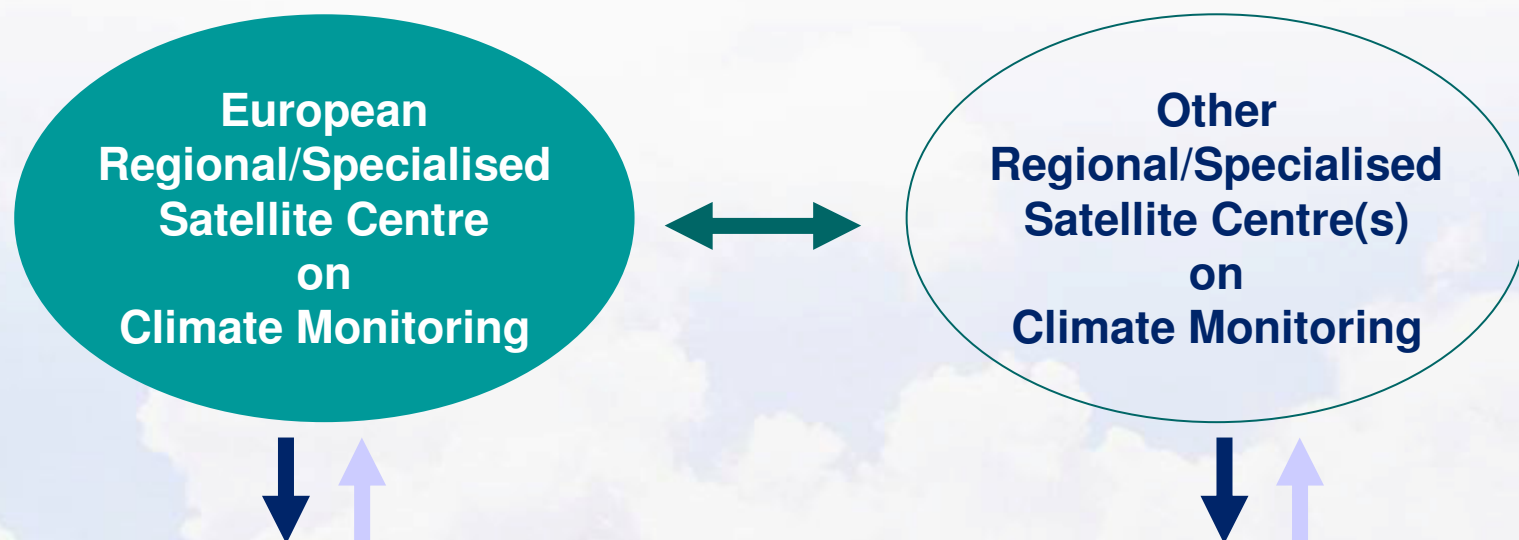 European
Regional/Specialised
Satellite Centre
on
Climate Monitoring
Other
Regional/Specialised
Satellite Centre(s)
on
Climate Monitoring